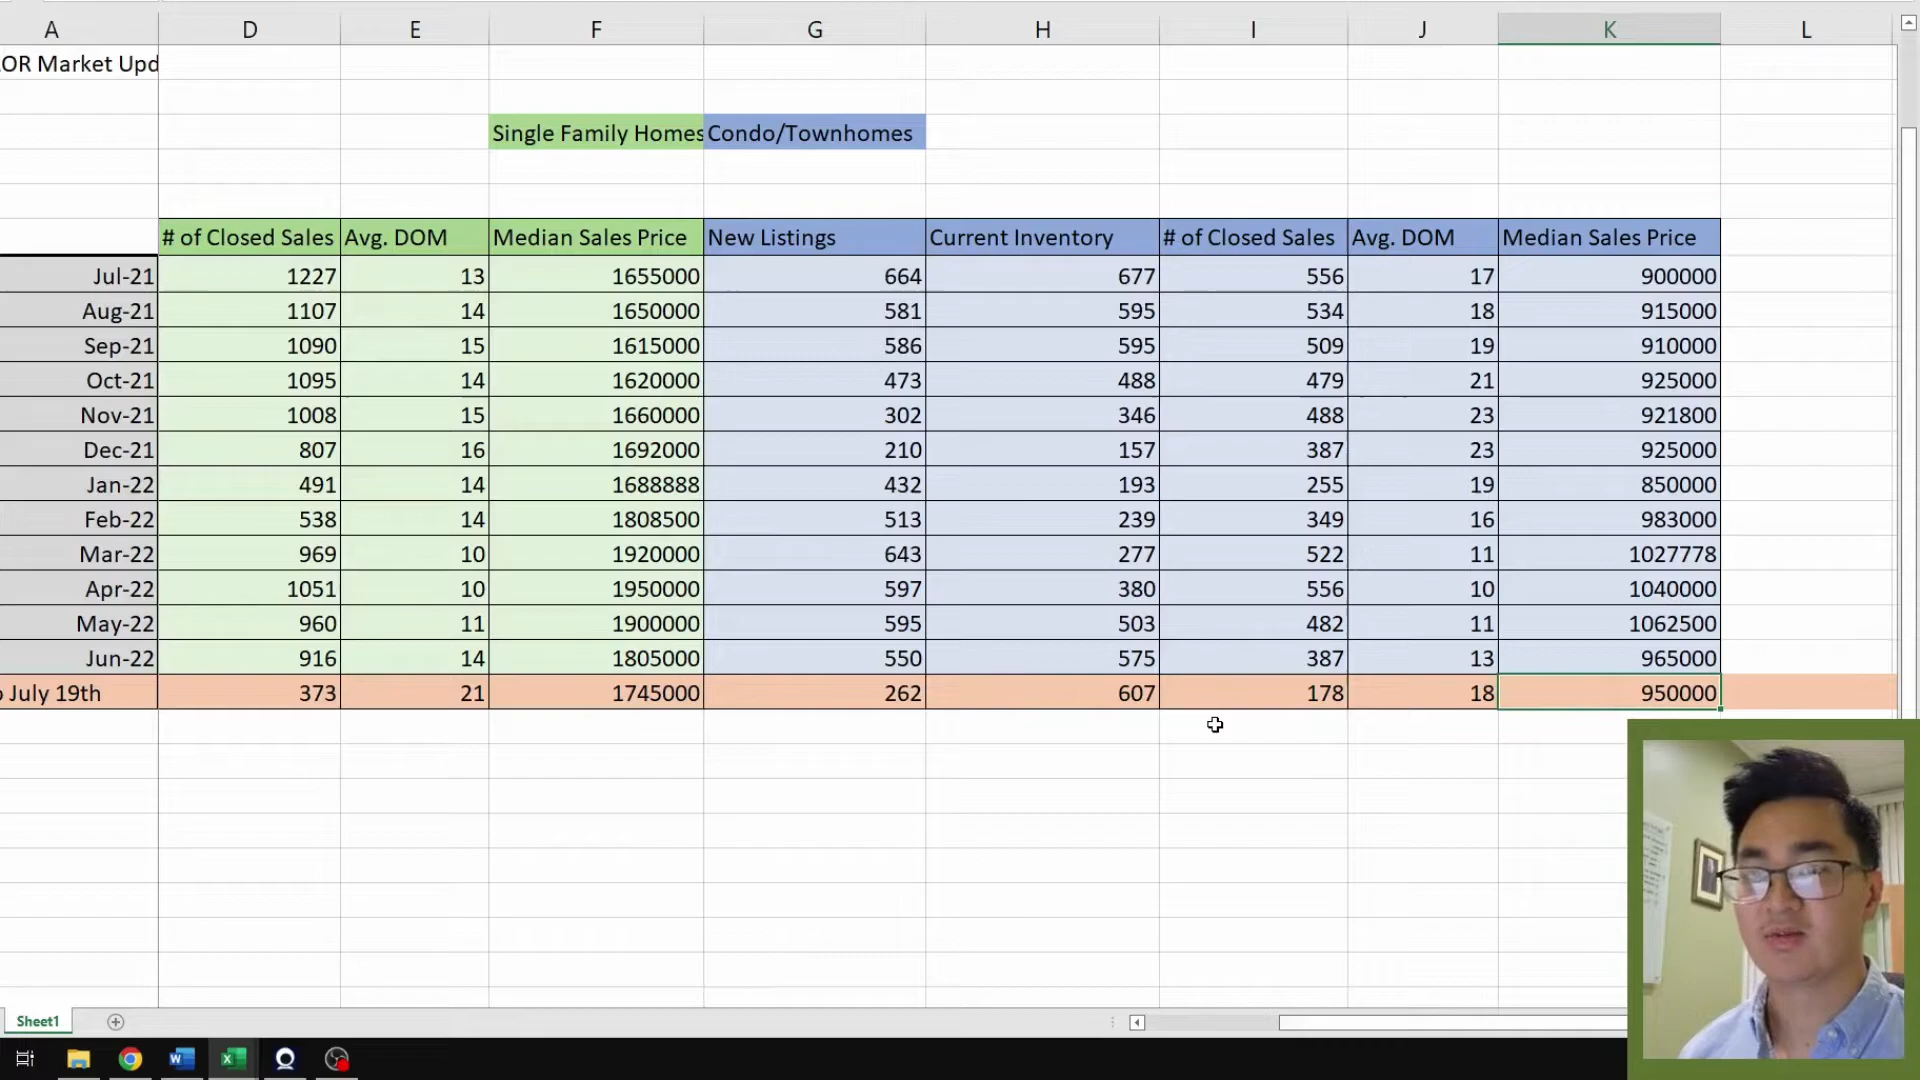 A D E F G H I J K L
OR Market Upd
Single Family Homes Condo/Townhomes
# of Closed Sales Avg. DOM Median Sales Price New Listings Current Inventory # of Closed Sales Avg. DOM Median Sales Price
Jul-21 1227 13 1655000 664 677 556 17 900000
Aug-21 1107 14 1650000 581 595 534 18 915000
Sep-21 1090 15 1615000 586 595 509 19 910000
Oct-21 1095 14 1620000 473 488 479 21 925000
Nov-21 1008 15 1660000 302 346 488 23 921800
Dec-21 807 16 1692000 210 157 387 23 925000
Jan-22 491 14 1688888 432 193 255 19 850000
Feb-22 538 14 1808500 513 239 349 16 983000
Mar-22 969 10 1920000 643 277 522 11 1027778
Apr-22 1051 10 1950000 597 380 556 10 1040000
May-22 960 11 1900000 595 503 482 11 1062500
Jun-22 916 14 1805000 550 575 387 13 965000
July 19th 373 21 1745000 262 607 178 18 950000
Sheet1